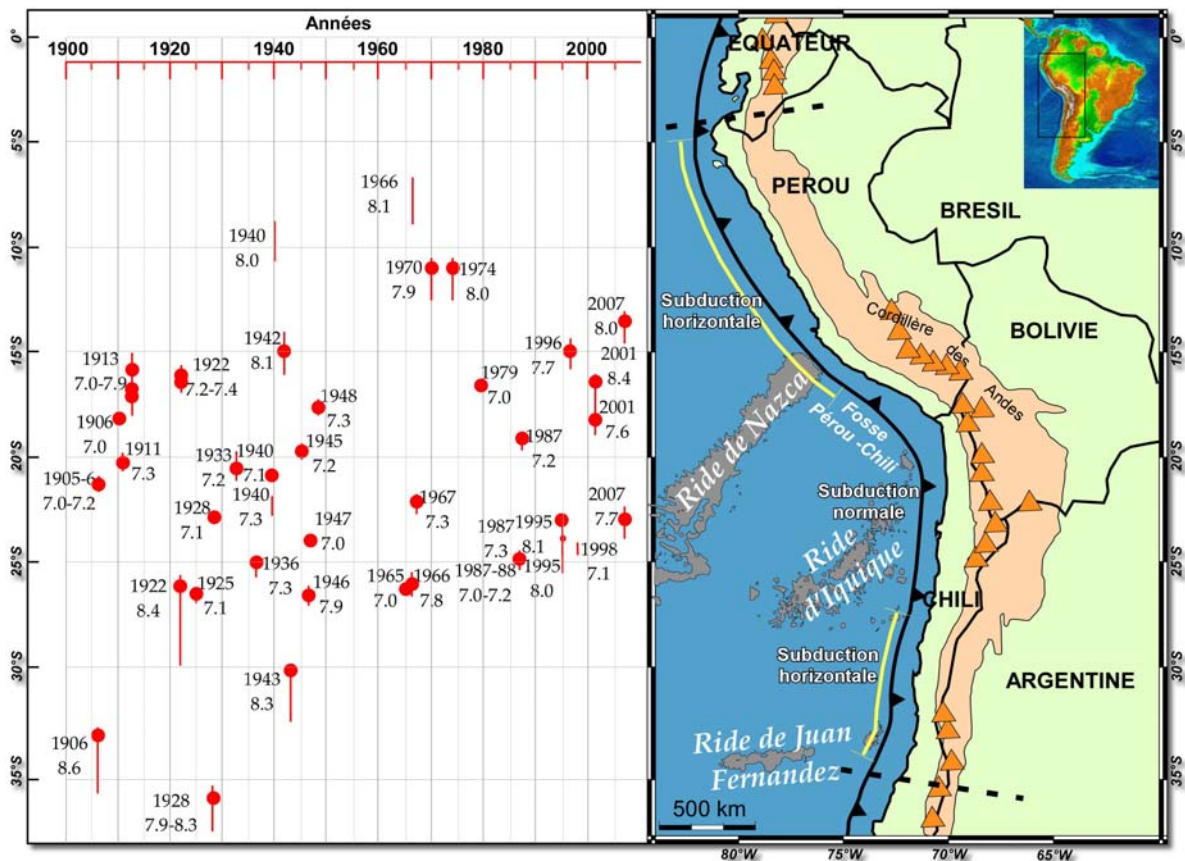 Années
1900 1920 1940 1960 1980 2000
0°
5°S
10°S
15°S
20°S
25°S
30°S
35°S
1966
8.1
1940
8.0
1970
7.9
1974
8.0
2007
8.0
1942
8.1
1996
7.7
2001
8.4
1913
7.0-7.9
1922
7.2-7.4
1979
7.0
1948
7.3
2001
7.6
1906
7.0
1911
7.3
1933
7.2
1940
7.1
1945
7.2
1987
7.2
1905-6
7.0-7.2
1940
7.3
1967
7.3
1928
7.1
1947
7.0
1987
7.3
1995
8.1
2007
7.7
1987-88
7.0-7.2
1995
8.0
1998
7.1
1936
7.3
1922
8.4
1925
7.1
1946
7.9
1965
7.0
1966
7.8
1943
8.3
1906
8.6
1928
7.9-8.3
EQUATEUR
PEROU
BRESIL
Subduction
horizontale
Cordillère des
Andes
BOLIVIE
Ride de Nazca
Fosse
Pérou -Chili
Subduction
normale
Ride
d'Iquique
CHILI
Subduction
horizontale
ARGENTINE
Ride de Juan
Fernandez
500 km
80°W 75°W 70°W 65°W
0°
5°S
10°S
15°S
20°S
25°S
30°S
35°S